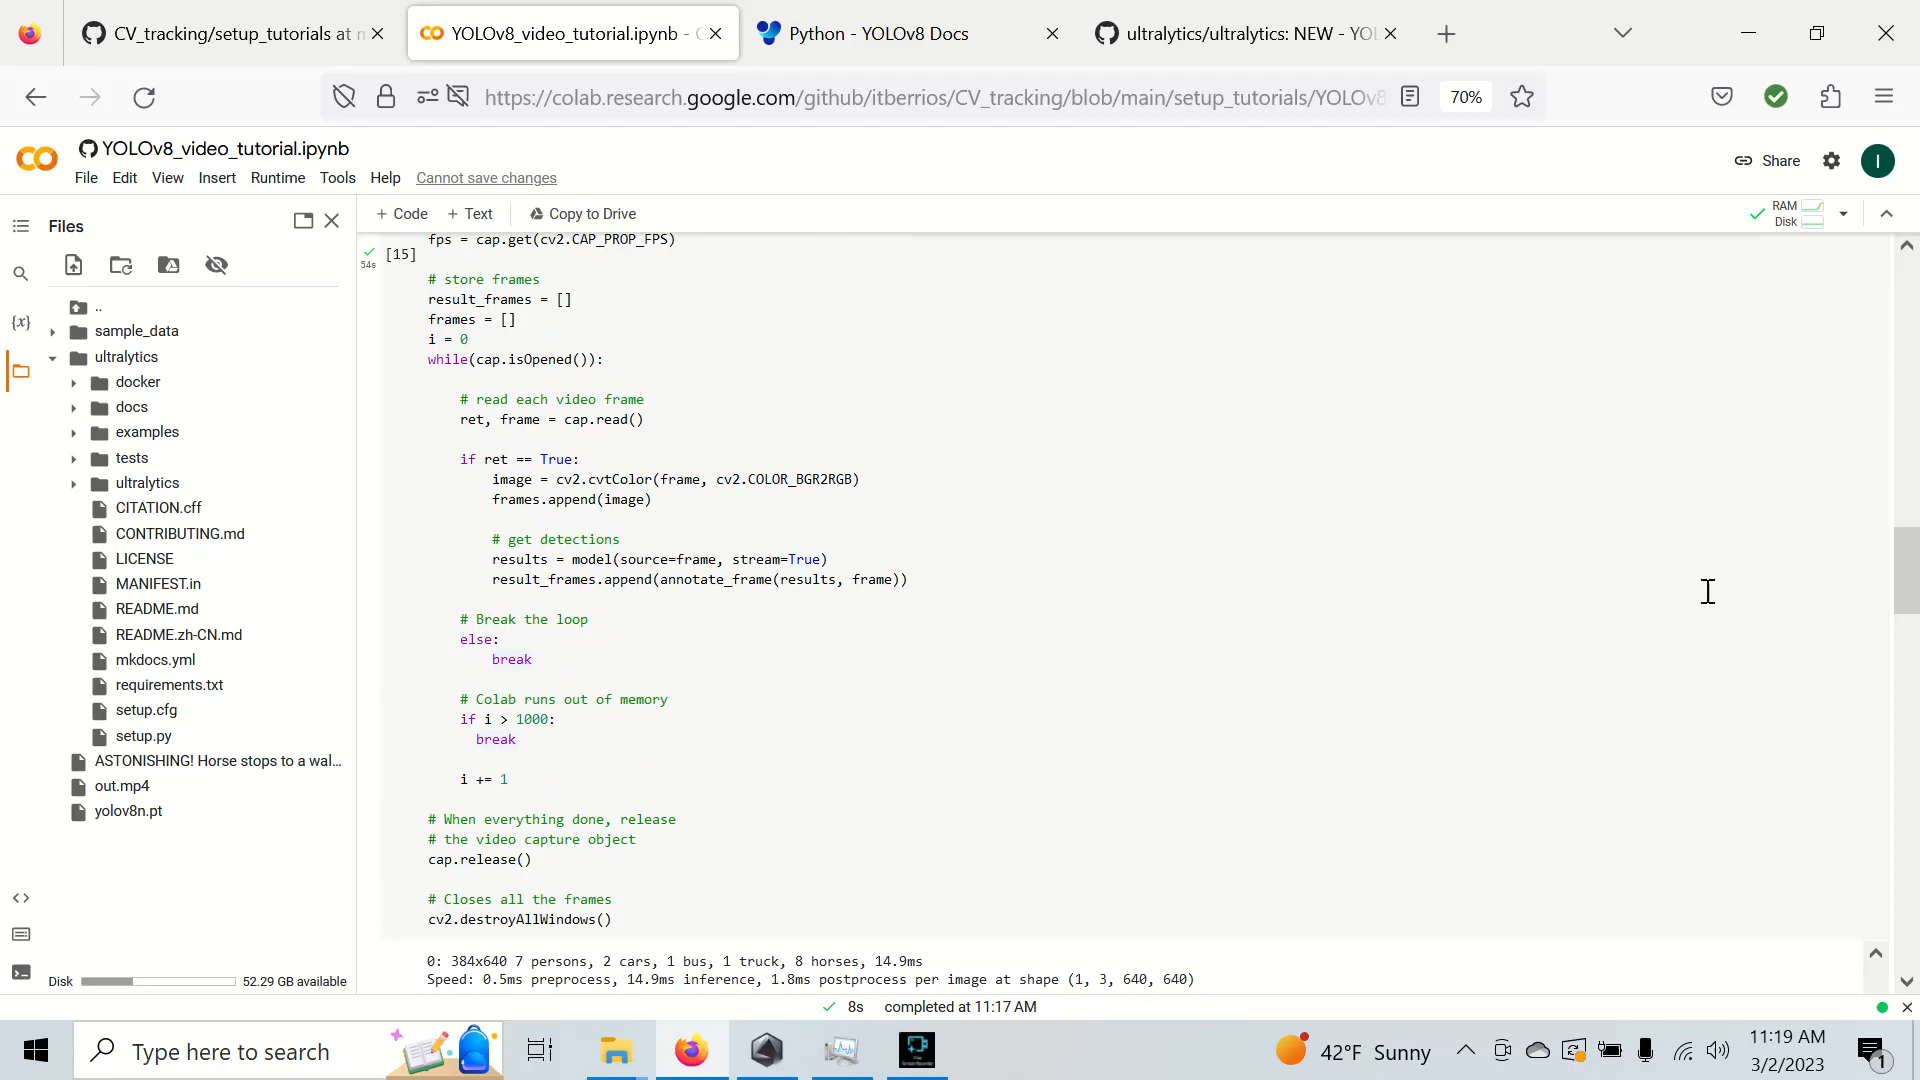 CV_tracking/setup_tutorials at m
YOLOv8_video_tutorial.ipynb - C
Python - YOLOv8 Docs
ultralytics/ultralytics: NEW - YOL
https://colab.research.google.com/github/itberrios/CV_tracking/blob/main/setup_tutorials/YOLOv8
70%
YOLOv8_video_tutorial.ipynb
Share
I
File Edit View Insert Runtime Tools Help Cannot save changes
Files
+ Code + Text Copy to Drive
RAM
Disk
fps = cap.get(cv2.CAP_PROP_FPS)
[15]
54s
# store frames
result_frames = []
frames = []
i = 0
while(cap.isOpened()):
# read each video frame
ret, frame = cap.read()
if ret == True:
image = cv2.cvtColor(frame, cv2.COLOR_BGR2RGB)
frames.append(image)
# get detections
results = model(source=frame, stream=True)
result_frames.append(annotate_frame(results, frame))
# Break the loop
else:
break
# Colab runs out of memory
if i > 1000:
break
i += 1
# When everything done, release
# the video capture object
cap.release()
# Closes all the frames
cv2.destroyAllWindows()
0: 384x640 7 persons, 2 cars, 1 bus, 1 truck, 8 horses, 14.9ms
Speed: 0.5ms preprocess, 14.9ms inference, 1.8ms postprocess per image at shape (1, 3, 640, 640)
{x}
..
sample_data
ultralytics
docker
docs
examples
tests
ultralytics
CITATION.cff
CONTRIBUTING.md
LICENSE
MANIFEST.in
README.md
README.zh-CN.md
mkdocs.yml
requirements.txt
setup.cfg
setup.py
ASTONISHING! Horse stops to a wal...
out.mp4
yolov8n.pt
Disk 52.29 GB available
8s completed at 11:17 AM
Type here to search
42°F Sunny
11:19 AM
3/2/2023
1